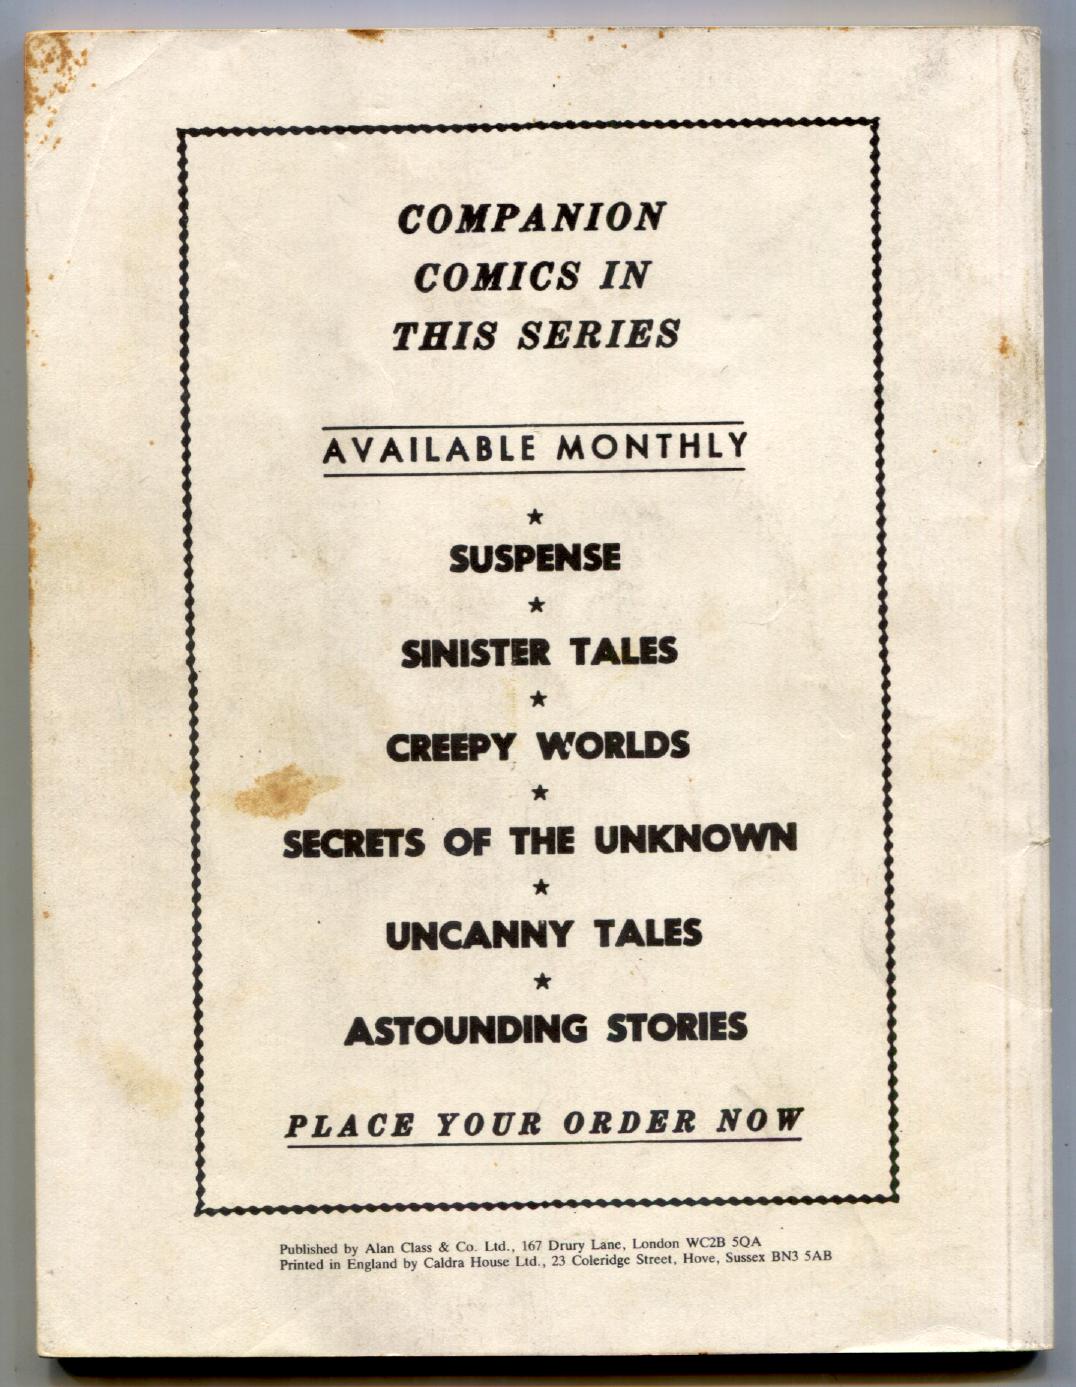 COMPANION
COMICS IN
THIS SERIES
AVAILABLE MONTHLY
★
SUSPENSE
★
SINISTER TALES
★
CREEPY WORLDS
★
SECRETS OF THE UNKNOWN
★
UNCANNY TALES
★
ASTOUNDING STORIES
PLACE YOUR ORDER NOW
Published by Alan Class & Co. Ltd., 167 Drury Lane, London WC2B 5QA
Printed in England by Caldra House Ltd., 23 Coleridge Street, Hove, Sussex BN3 5AB